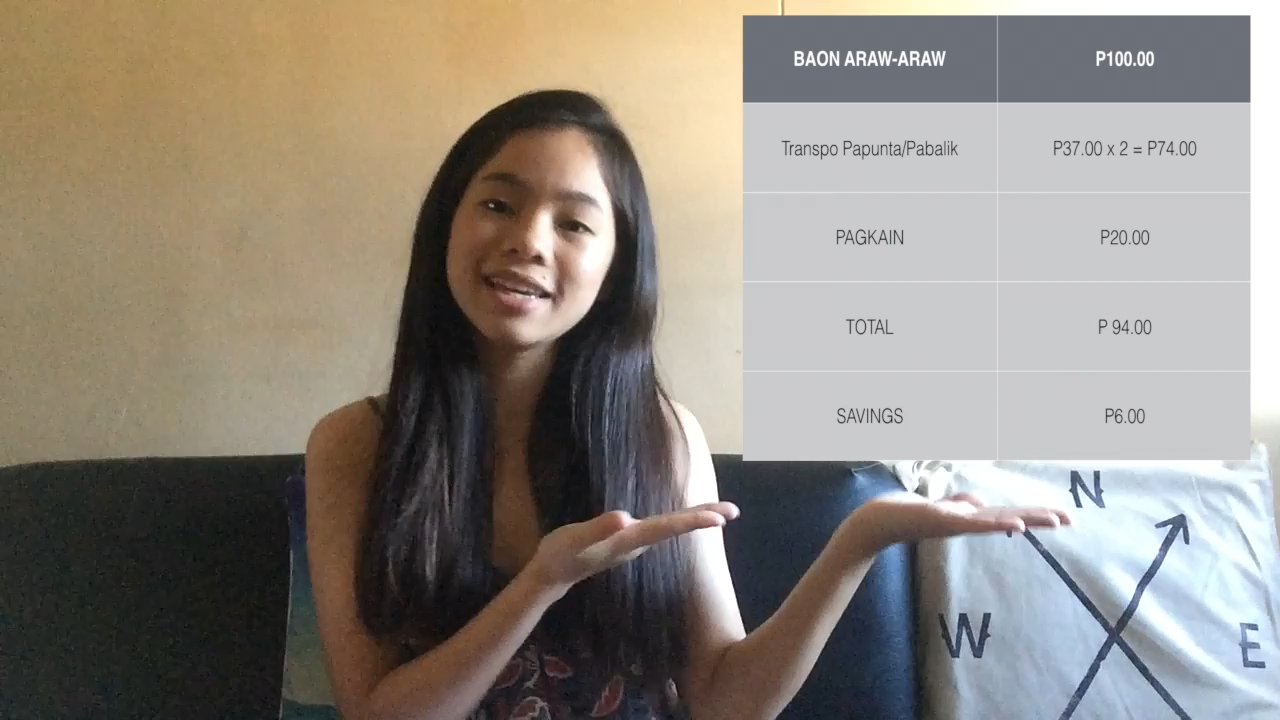 BAON ARAW-ARAW P100.00
Transpo Papunta/Pabalik P37.00 x 2 = P74.00
PAGKAIN P20.00
TOTAL P 94.00
SAVINGS P6.00
N
W E